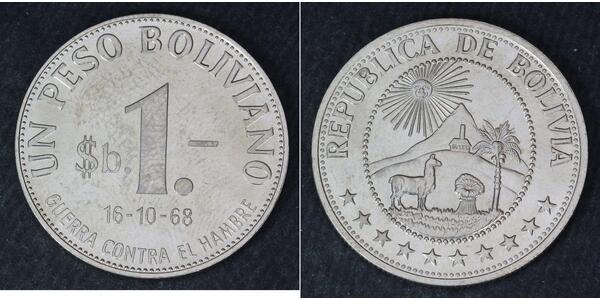 UN PESO BOLIVIANO
$b. 1.-
16-10-68
GUERRA CONTRA EL HAMBRE
REPUBLICA DE BOLIVIA